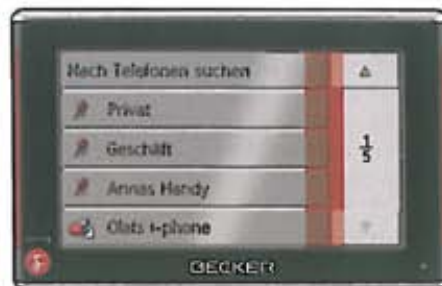 Nach Telefonen suchen
Privat
Geschäft
1/5
Annas Handy
Olafs i-phone
BECKER